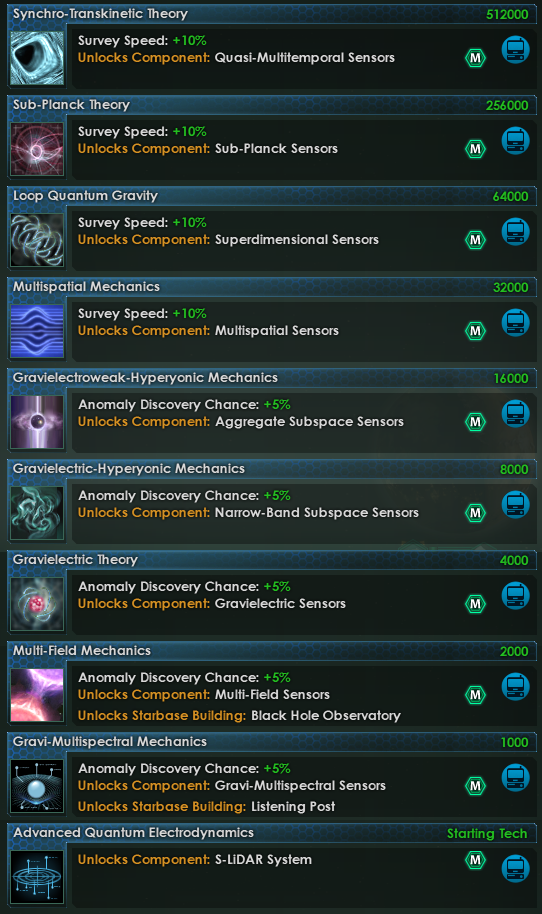 Synchro-Transkinetic Theory 512000
Survey Speed: +10%
Unlocks Component: Quasi-Multitemporal Sensors M
Sub-Planck Theory 256000
Survey Speed: +10%
Unlocks Component: Sub-Planck Sensors M
Loop Quantum Gravity 64000
Survey Speed: +10%
Unlocks Component: Superdimensional Sensors M
Multispatial Mechanics 32000
Survey Speed: +10%
Unlocks Component: Multispatial Sensors M
Gravielectroweak-Hyperyonic Mechanics 16000
Anomaly Discovery Chance: +5%
Unlocks Component: Aggregate Subspace Sensors M
Gravielectric-Hyperyonic Mechanics 8000
Anomaly Discovery Chance: +5%
Unlocks Component: Narrow-Band Subspace Sensors M
Gravielectric Theory 4000
Anomaly Discovery Chance: +5%
Unlocks Component: Gravielectric Sensors M
Multi-Field Mechanics 2000
Anomaly Discovery Chance: +5%
Unlocks Component: Multi-Field Sensors M
Unlocks Starbase Building: Black Hole Observatory
Gravi-Multispectral Mechanics 1000
Anomaly Discovery Chance: +5%
Unlocks Component: Gravi-Multispectral Sensors M
Unlocks Starbase Building: Listening Post
Advanced Quantum Electrodynamics Starting Tech
Unlocks Component: S-LiDAR System M